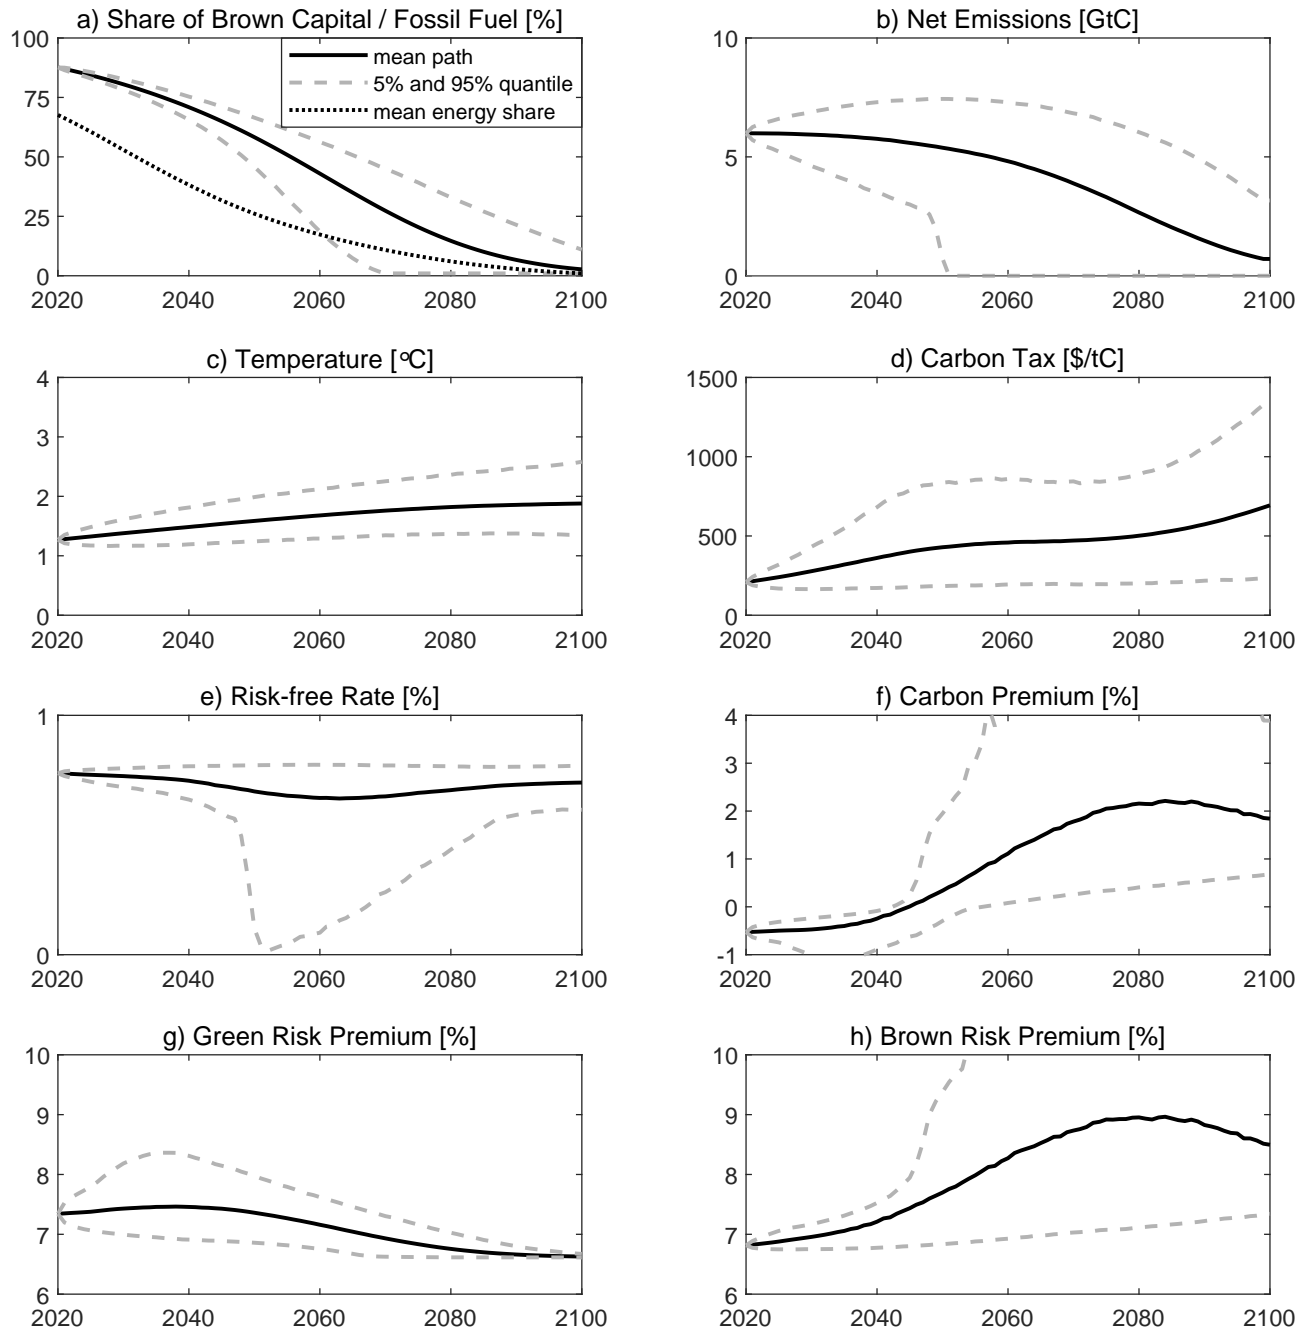 a) Share of Brown Capital / Fossil Fuel [%]
100
75
50
25
0
mean path
5% and 95% quantile
mean energy share
2020 2040 2060 2080 2100
b) Net Emissions [GtC]
10
5
0
2020 2040 2060 2080 2100
c) Temperature [°C]
4
3
2
1
0
2020 2040 2060 2080 2100
d) Carbon Tax [$/tC]
1500
1000
500
0
2020 2040 2060 2080 2100
e) Risk-free Rate [%]
1
0
2020 2040 2060 2080 2100
f) Carbon Premium [%]
4
3
2
1
0
-1
2020 2040 2060 2080 2100
g) Green Risk Premium [%]
10
9
8
7
6
2020 2040 2060 2080 2100
h) Brown Risk Premium [%]
10
9
8
7
6
2020 2040 2060 2080 2100